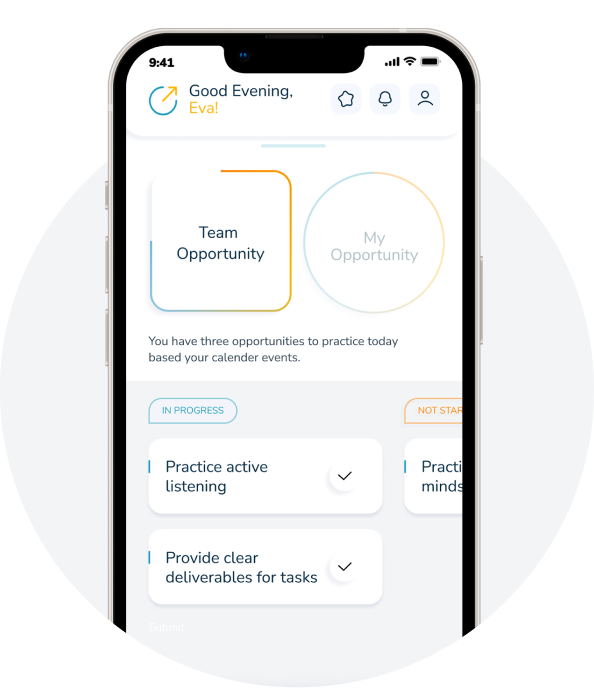 9:41
Good Evening,
Eva!
Team
Opportunity
My
Opportunity
You have three opportunities to practice today
based your calender events.
IN PROGRESS
NOT STAR
Practice active
listening
Practi
minds
Provide clear
deliverables for tasks
Submit